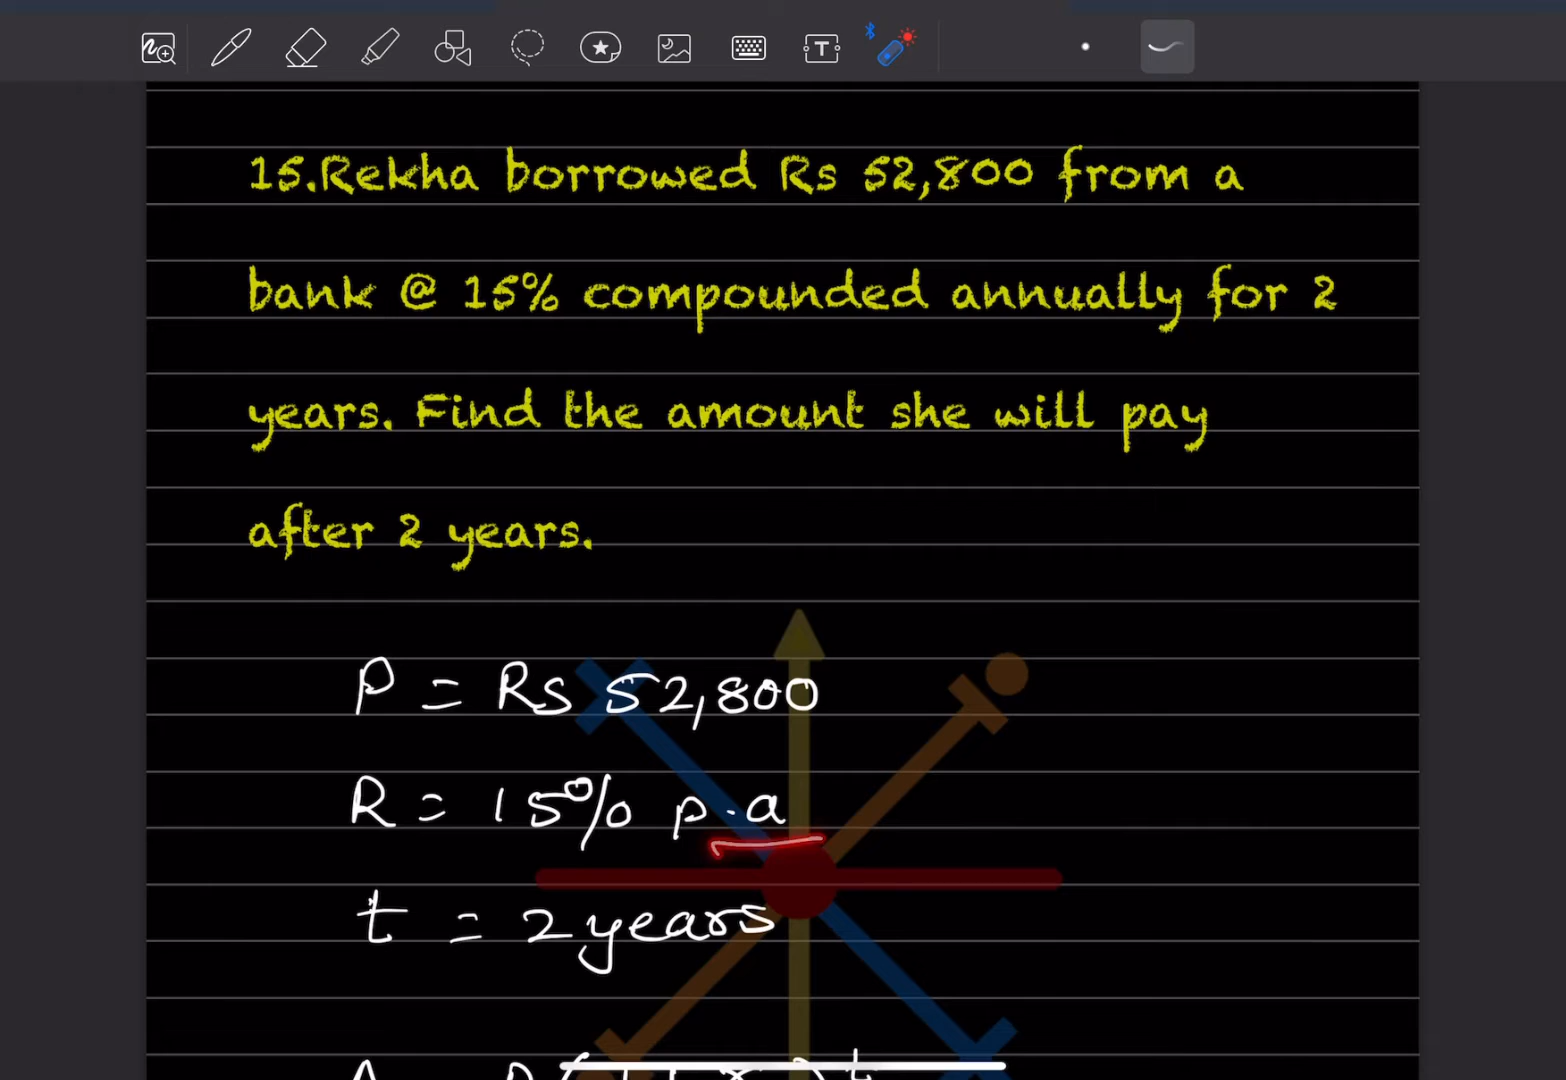 15.Rekha borrowed Rs 52,800 from a
bank @ 15% compounded annually for 2
years. Find the amount she will pay
after 2 years.
P = Rs 52,800
R = 15% p.a
t = 2 years